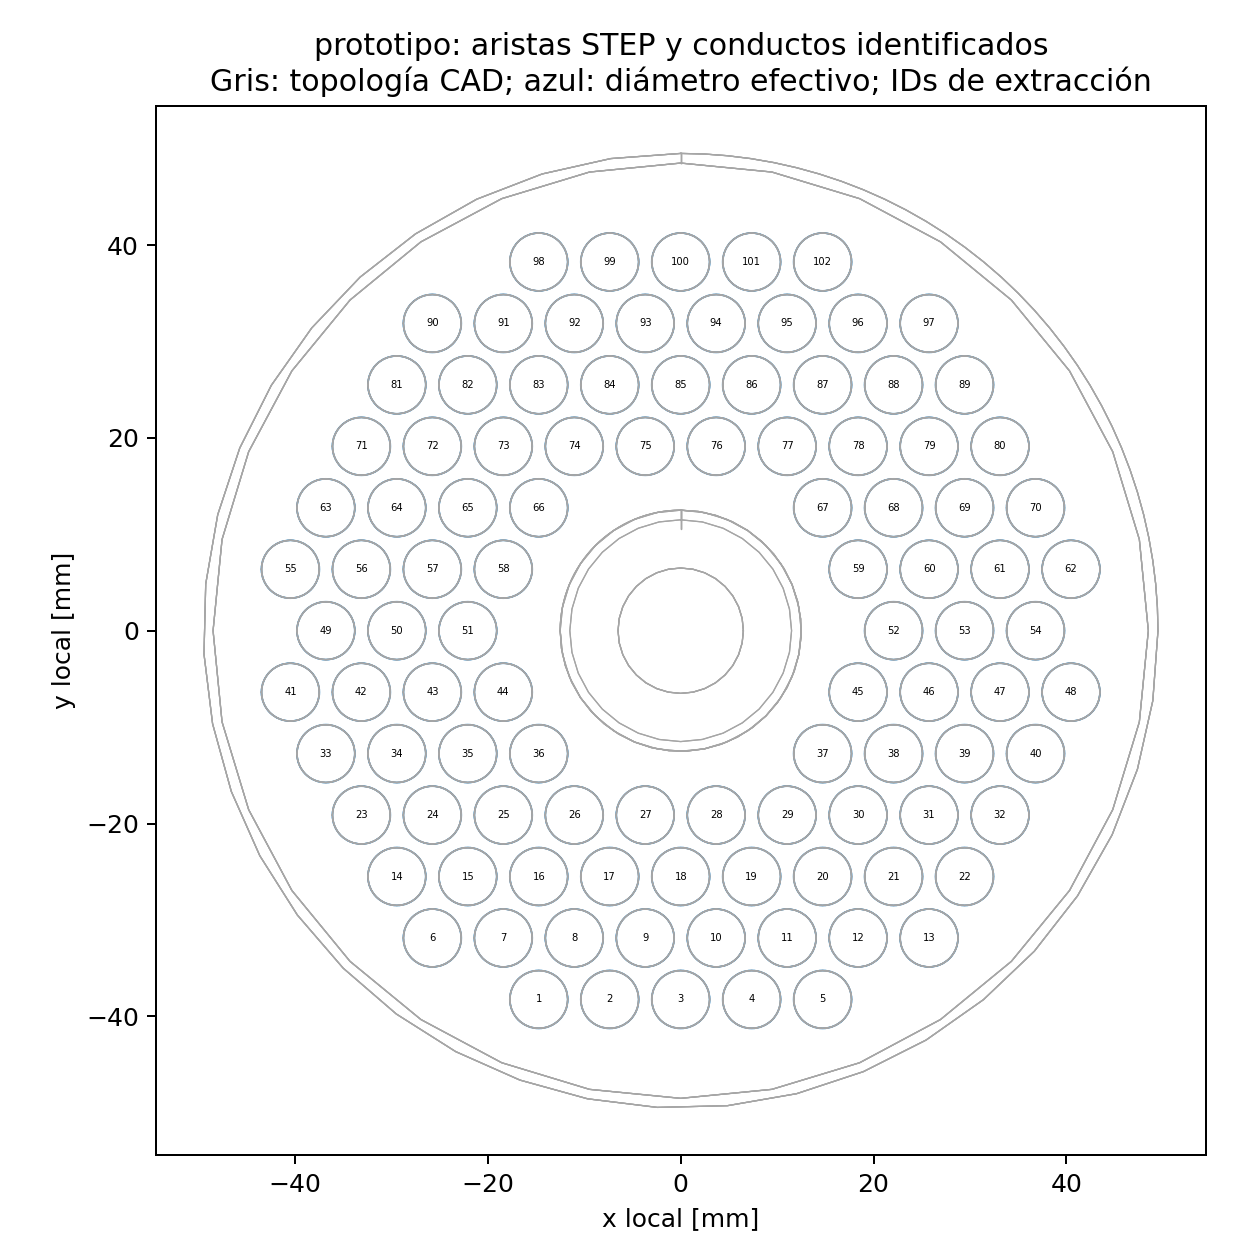 prototipo: aristas STEP y conductos identificados
Gris: topología CAD; azul: diámetro efectivo; IDs de extracción
40
98 99 100 101 102
90 91 92 93 94 95 96 97
81 82 83 84 85 86 87 88 89
20
71 72 73 74 75 76 77 78 79 80
63 64 65 66 67 68 69 70
55 56 57 58 59 60 61 62
0
49 50 51 52 53 54
41 42 43 44 45 46 47 48
33 34 35 36 37 38 39 40
−20
23 24 25 26 27 28 29 30 31 32
14 15 16 17 18 19 20 21 22
6 7 8 9 10 11 12 13
−40
1 2 3 4 5
y local [mm]
−40 −20 0 20 40
x local [mm]